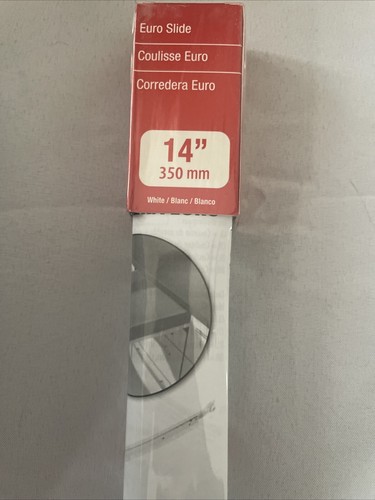 Euro Slide
Coulisse Euro
Corredera Euro
14”
350 mm
White / Blanc / Blanco